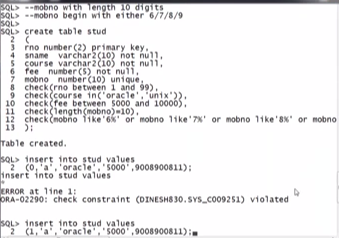 SQL> --mobno with length 10 digits
SQL> --mobno begin with either 6/7/8/9
SQL>
SQL> create table stud
2 (
3 rno number(2) primary key,
4 sname varchar2(10) not null,
5 course varchar2(10) not null,
6 fee number(5) not null,
7 mobno number(10) unique,
8 check(rno between 1 and 99),
9 check(course in('oracle','unix')),
10 check(fee between 5000 and 10000),
11 check(length(mobno)=10),
12 check(mobno like'6%' or mobno like'7%' or mobno like'8%' or mobno
13 );
Table created.
SQL> insert into stud values
2 (0,'a','oracle','5000',9008900811);
insert into stud values
*
ERROR at line 1:
ORA-02290: check constraint (DINESH830.SYS_C009251) violated
SQL> insert into stud values
2 (1,'a','oracle','5000',9008900811);